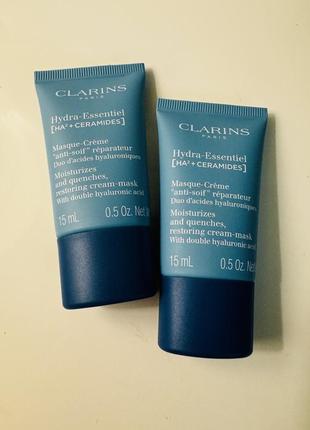 CLARINS
PARIS
Hydra-Essentiel
[HA²+CERAMIDES]
Masque-Crème
"anti-soif" réparateur
Duo d'acides hyaluroniques
Moisturizes
and quenches,
restoring cream-mask
With double hyaluronic acid
15 mL 0.5 Oz. Net
CLARINS
PARIS
Hydra-Essentiel
[HA²+CERAMIDES]
Masque-Crème
"anti-soif" réparateur
Duo d'acides hyaluroniques
Moisturizes
and quenches,
restoring cream-mask
With double hyaluronic acid
15 mL 0.5 Oz. Net